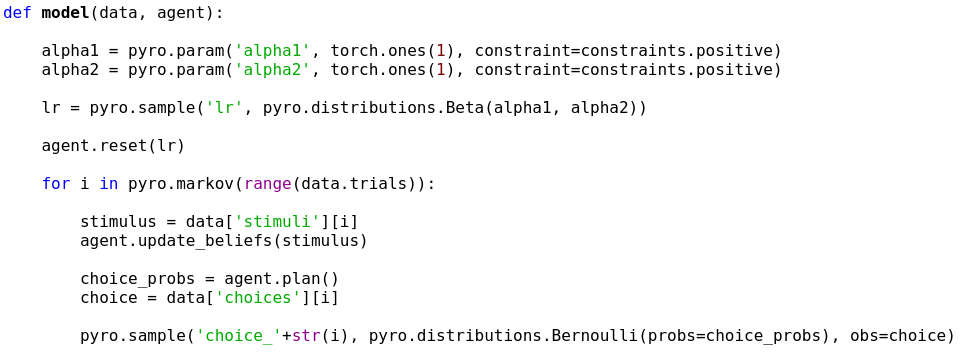 def model(data, agent):
    alpha1 = pyro.param('alpha1', torch.ones(1), constraint=constraints.positive)
    alpha2 = pyro.param('alpha2', torch.ones(1), constraint=constraints.positive)
    lr = pyro.sample('lr', pyro.distributions.Beta(alpha1, alpha2))
    agent.reset(lr)
    for i in pyro.markov(range(data.trials)):
        stimulus = data['stimuli'][i]
        agent.update_beliefs(stimulus)
        choice_probs = agent.plan()
        choice = data['choices'][i]
        pyro.sample('choice_'+str(i), pyro.distributions.Bernoulli(probs=choice_probs), obs=choice)